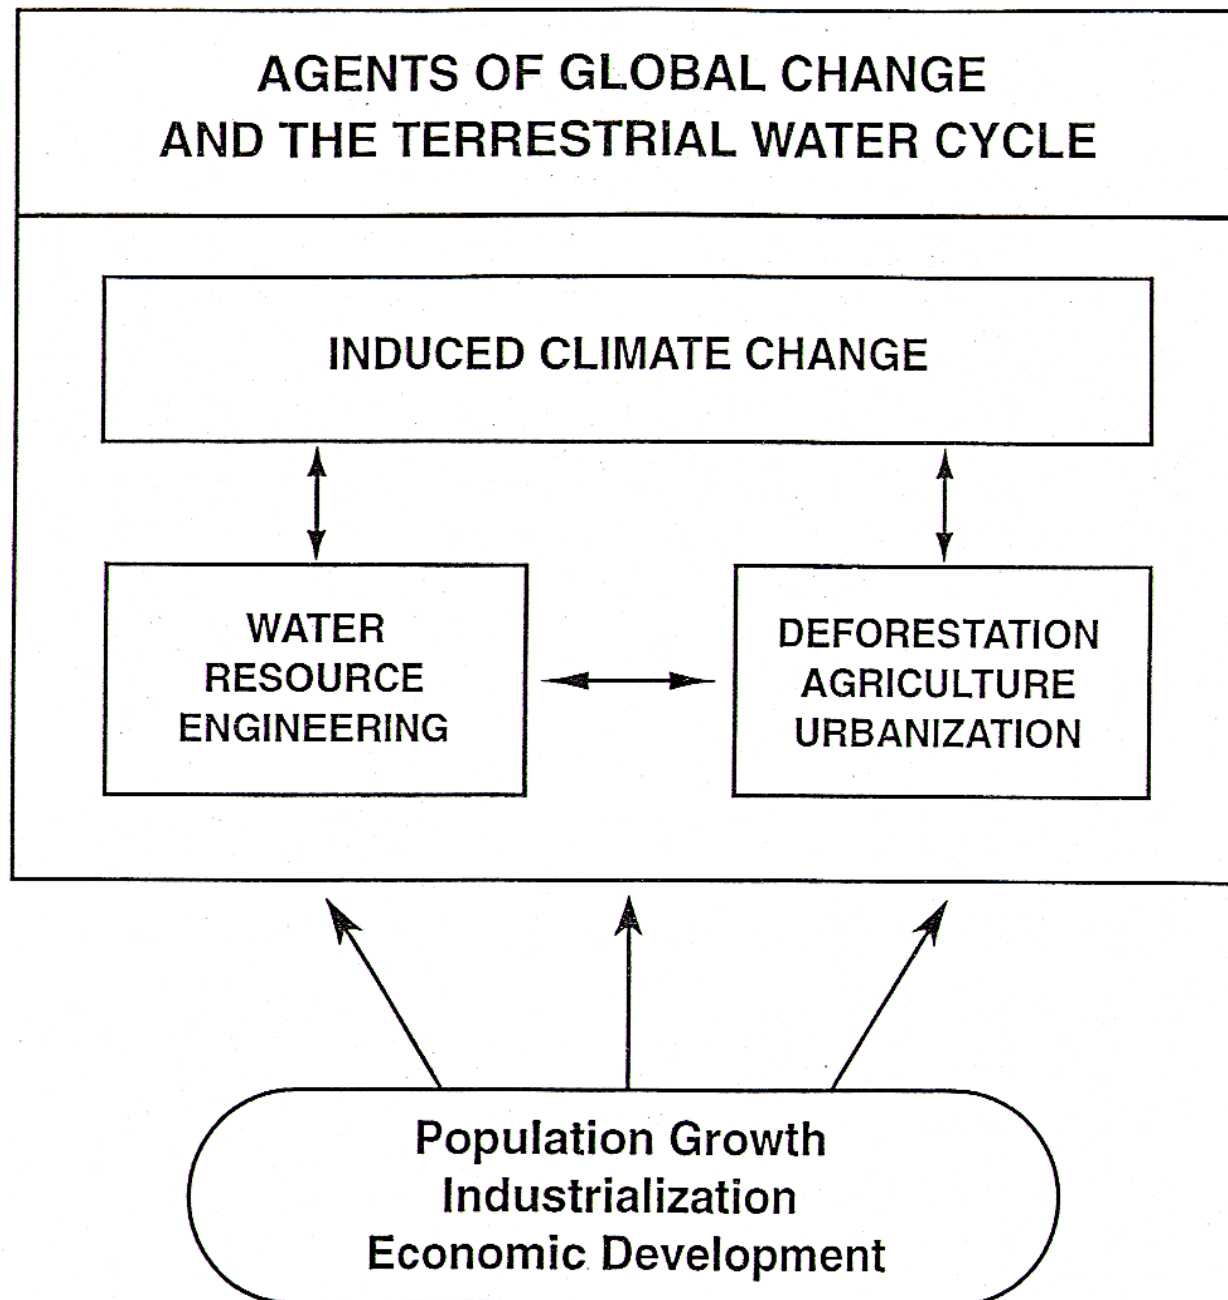 AGENTS OF GLOBAL CHANGE
AND THE TERRESTRIAL WATER CYCLE
INDUCED CLIMATE CHANGE
WATER
RESOURCE
ENGINEERING
DEFORESTATION
AGRICULTURE
URBANIZATION
Population Growth
Industrialization
Economic Development